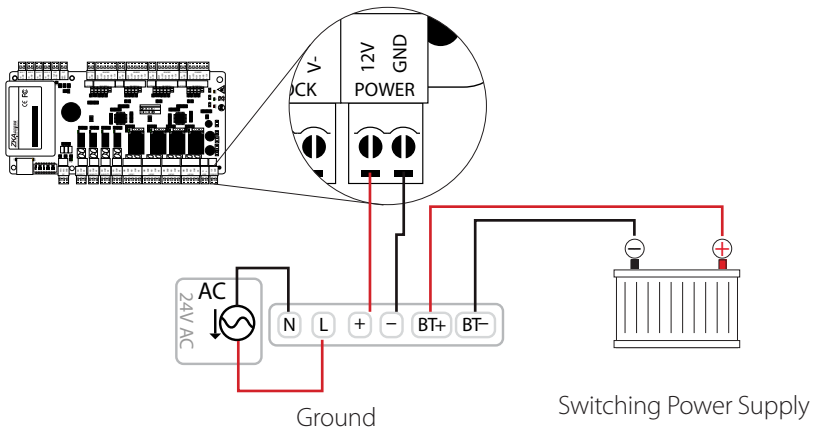 V-
OCK
12V
GND
POWER
AC
24V AC
N L + − BT+ BT−
− +
Ground
Switching Power Supply